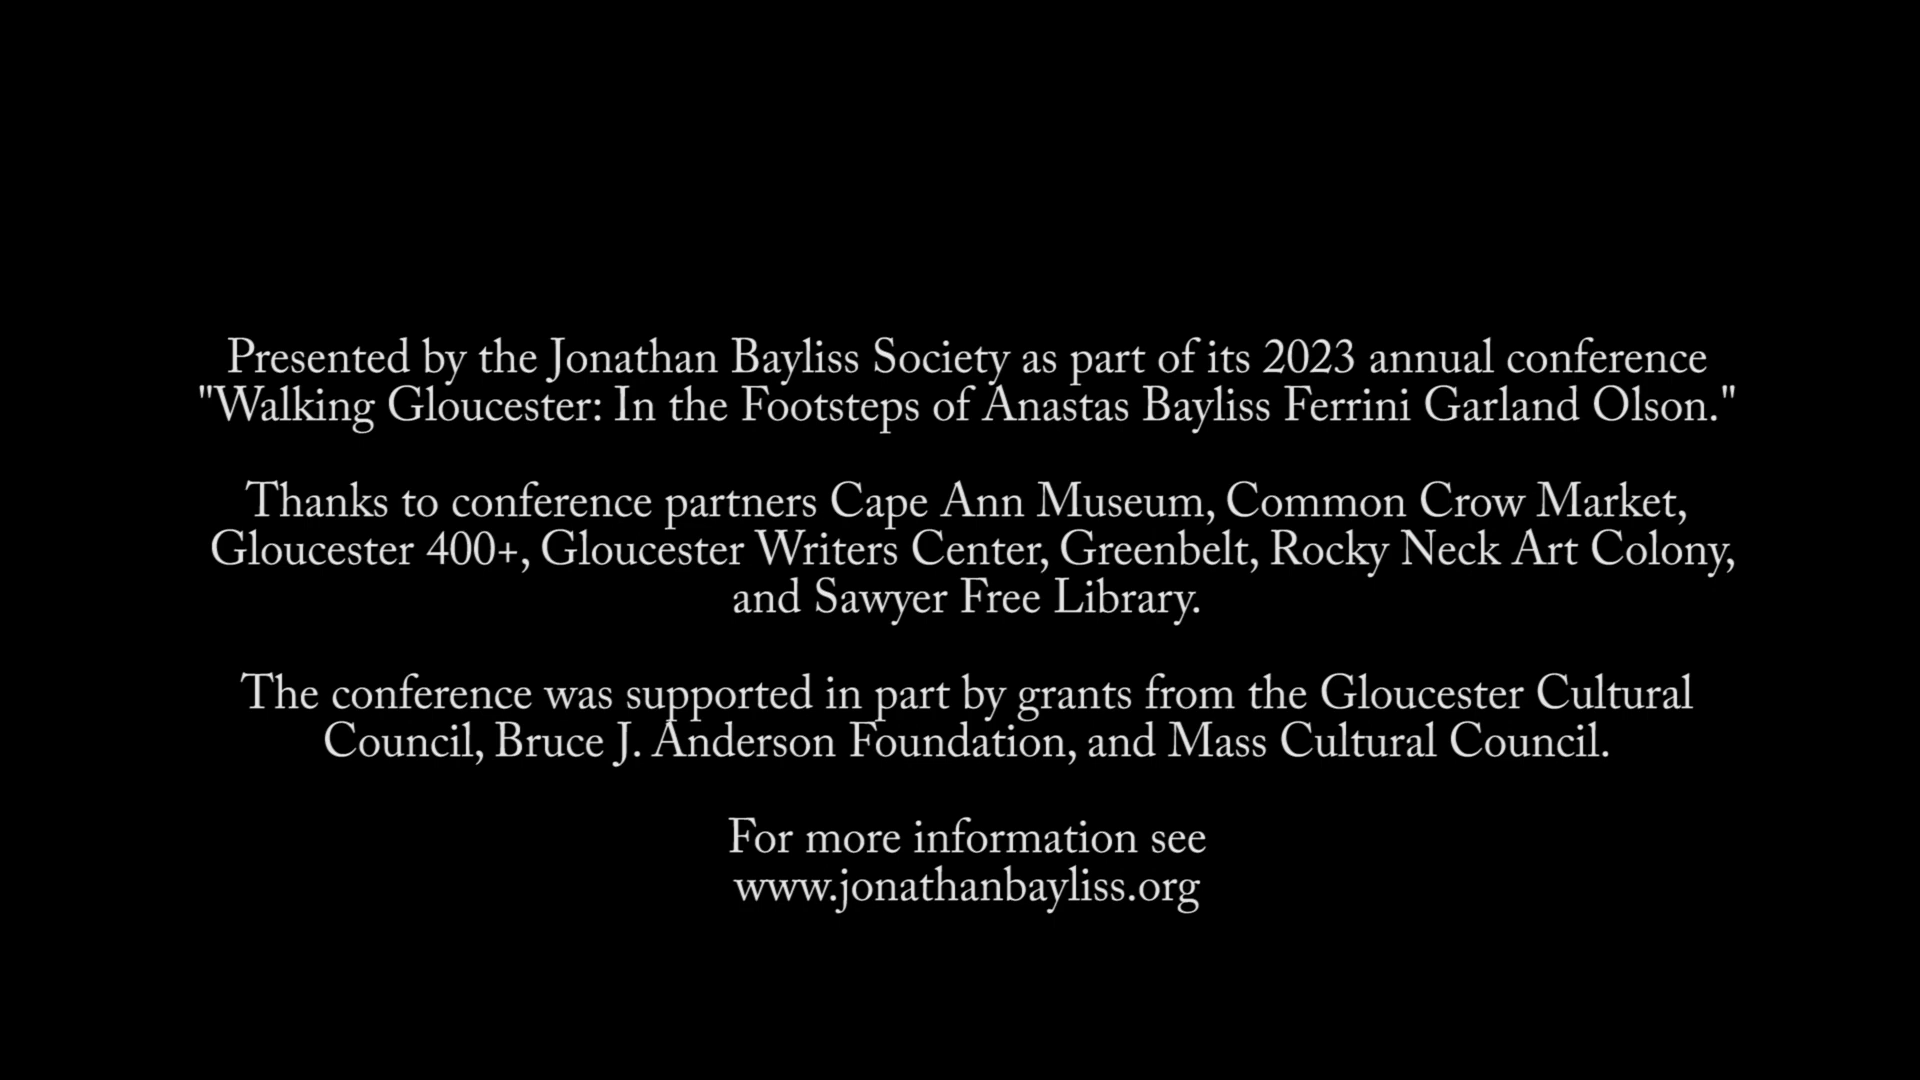 Presented by the Jonathan Bayliss Society as part of its 2023 annual conference
"Walking Gloucester: In the Footsteps of Anastas Bayliss Ferrini Garland Olson."
Thanks to conference partners Cape Ann Museum, Common Crow Market,
Gloucester 400+, Gloucester Writers Center, Greenbelt, Rocky Neck Art Colony,
and Sawyer Free Library.
The conference was supported in part by grants from the Gloucester Cultural
Council, Bruce J. Anderson Foundation, and Mass Cultural Council.
For more information see
www.jonathanbayliss.org